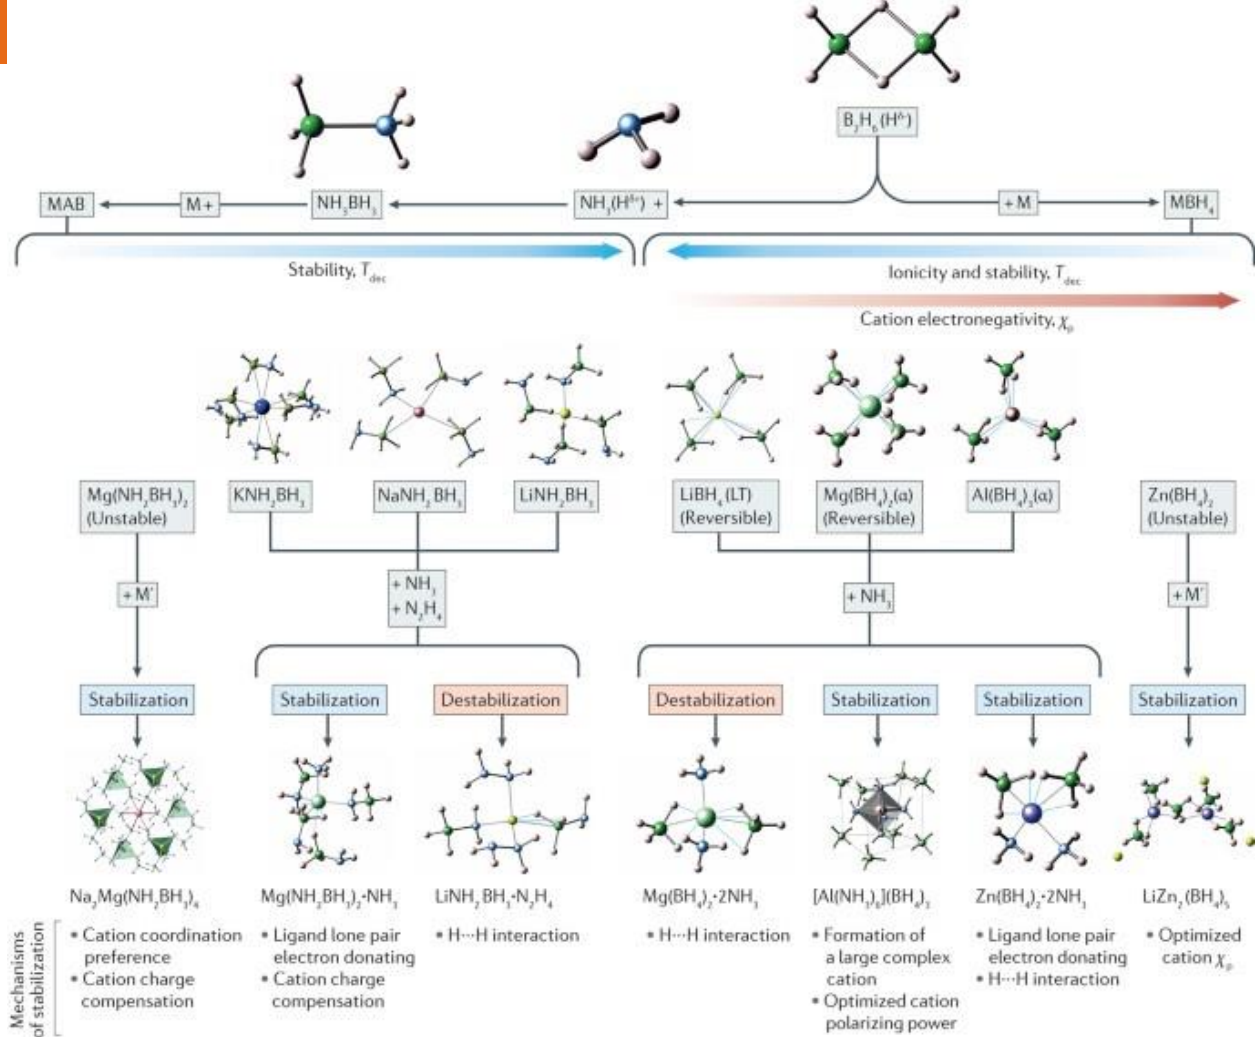 B₂H₆(Hᵟ⁻)
MAB
M+
NH₃BH₃
NH₃(Hᵟ⁺) +
+ M
MBH₄
Stability, T_dec
Ionicity and stability, T_dec
Cation electronegativity, χₚ
Mg(NH₂BH₃)₂
(Unstable)
KNH₂BH₃
NaNH₂BH₃
LiNH₂BH₃
LiBH₄ (LT)
(Reversible)
Mg(BH₄)₂(α)
(Reversible)
Al(BH₄)₃(α)
Zn(BH₄)₂
(Unstable)
+ M′
+ NH₃
+ N₂H₄
+ NH₃
+ M′
Stabilization
Stabilization
Destabilization
Destabilization
Stabilization
Stabilization
Stabilization
Na₂Mg(NH₂BH₃)₄
Mg(NH₂BH₃)₂•NH₃
LiNH₂BH₃•N₂H₄
Mg(BH₄)₂•2NH₃
[Al(NH₃)₆](BH₄)₃
Zn(BH₄)₂•2NH₃
LiZn₂(BH₄)₅
Mechanisms
of stabilization
• Cation coordination
preference
• Cation charge
compensation
• Ligand lone pair
electron donating
• Cation charge
compensation
• H···H interaction
• H···H interaction
• Formation of
a large complex
cation
• Optimized cation
polarizing power
• Ligand lone pair
electron donating
• H···H interaction
• Optimized
cation χₚ